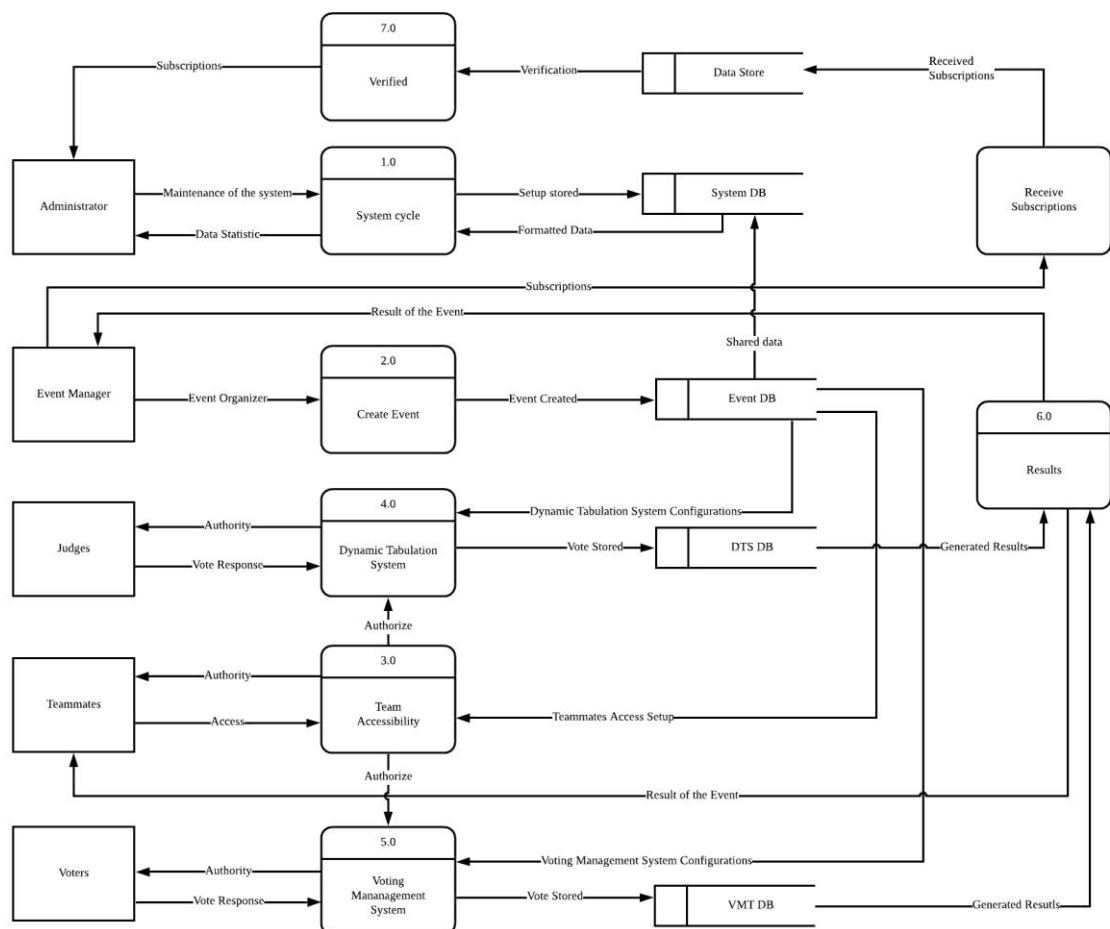 7.0
Verified
Subscriptions
Verification
Data Store
Received
Subscriptions
Administrator
Maintenance of the system
Data Statistic
1.0
System cycle
Setup stored
Formatted Data
System DB
Receive
Subscriptions
Subscriptions
Result of the Event
Shared data
Event Manager
Event Organizer
2.0
Create Event
Event Created
Event DB
6.0
Results
Judges
Authority
Vote Response
4.0
Dynamic Tabulation
System
Dynamic Tabulation System Configurations
Vote Stored
DTS DB
Generated Results
Authorize
Teammates
Authority
Access
3.0
Team
Accessibility
Teammates Access Setup
Authorize
Result of the Event
Voters
Authority
Vote Response
5.0
Voting
Mananagement
System
Voting Management System Configurations
Vote Stored
VMT DB
Generated Resutls